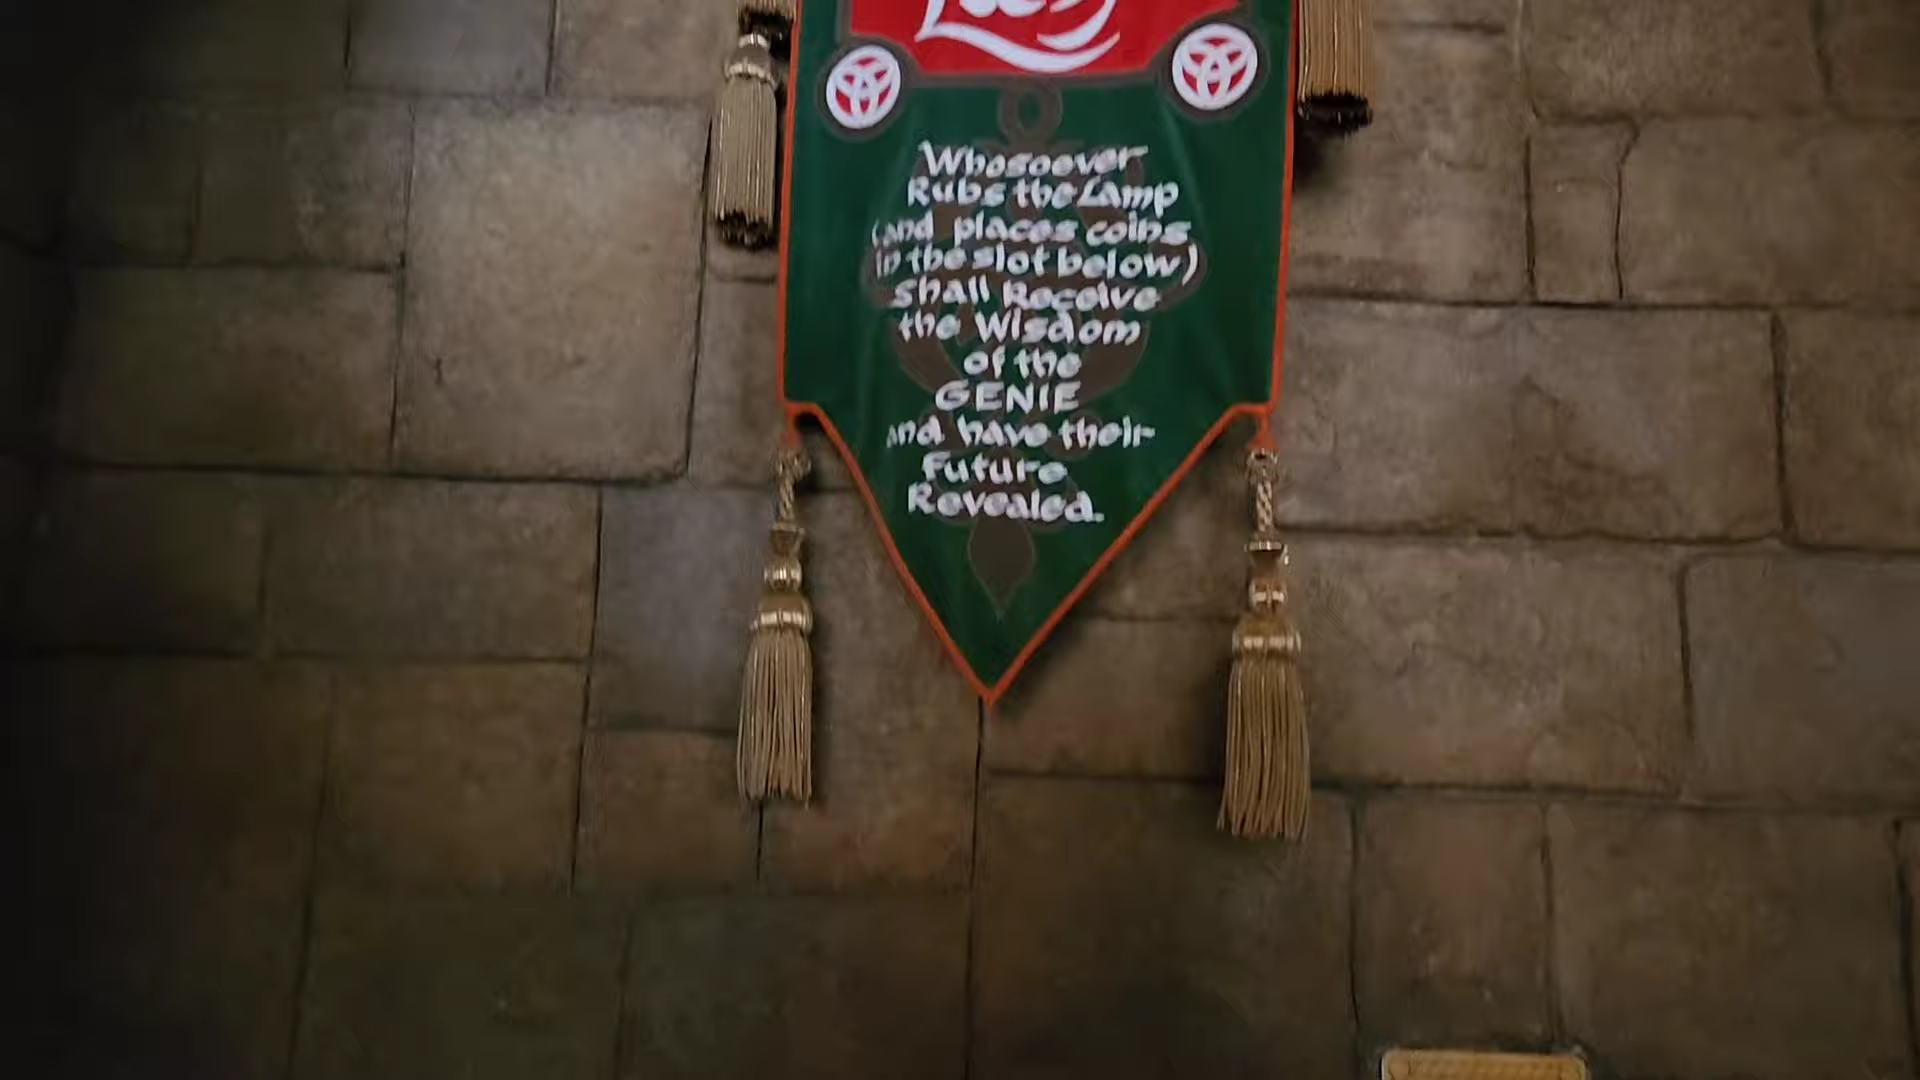 Whosoever
Rubs the Lamp
(and places coins
in the slot below)
Shall Receive
the Wisdom
of the
GENIE
and have their
Future
Revealed.